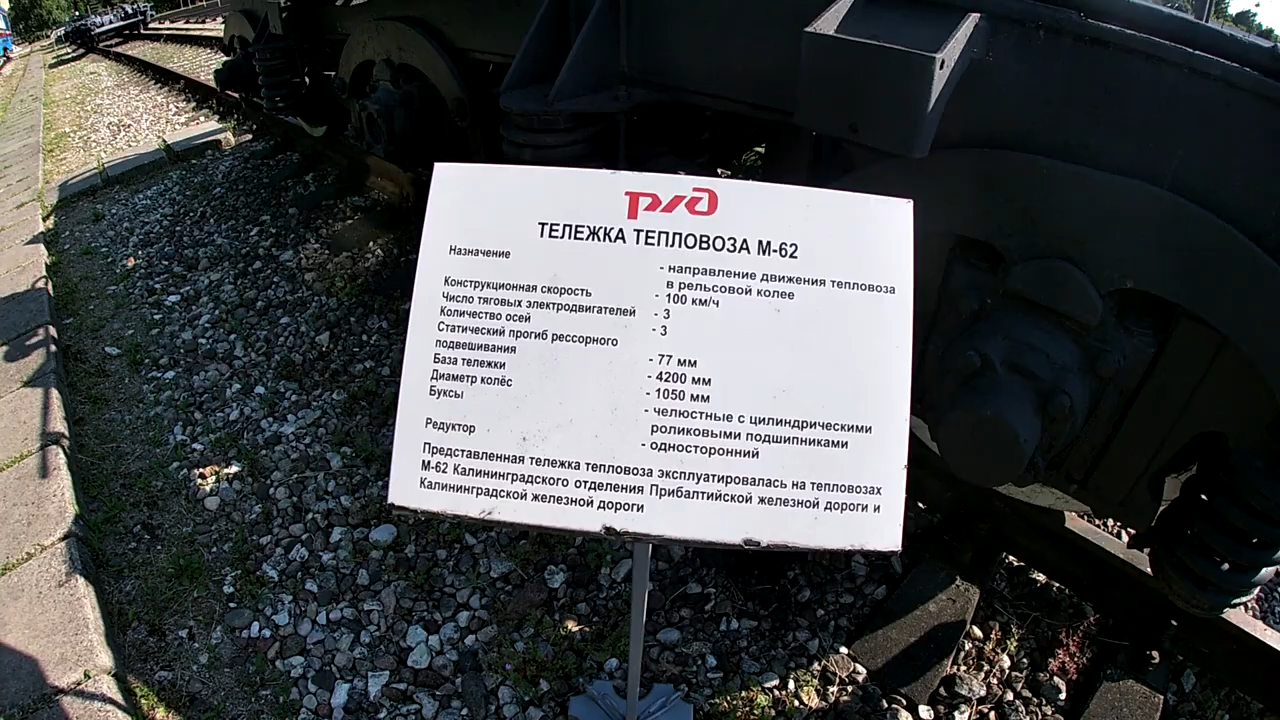 РЖД
ТЕЛЕЖКА ТЕПЛОВОЗА М-62
Назначение - направление движения тепловоза
в рельсовой колее
Конструкционная скорость - 100 км/ч
Число тяговых электродвигателей - 3
Количество осей - 3
Статический прогиб рессорного
подвешивания - 77 мм
База тележки - 4200 мм
Диаметр колёс - 1050 мм
Буксы - челюстные с цилиндрическими
роликовыми подшипниками
Редуктор - односторонний
Представленная тележка тепловоза эксплуатировалась на тепловозах
М-62 Калининградского отделения Прибалтийской железной дороги и
Калининградской железной дороги